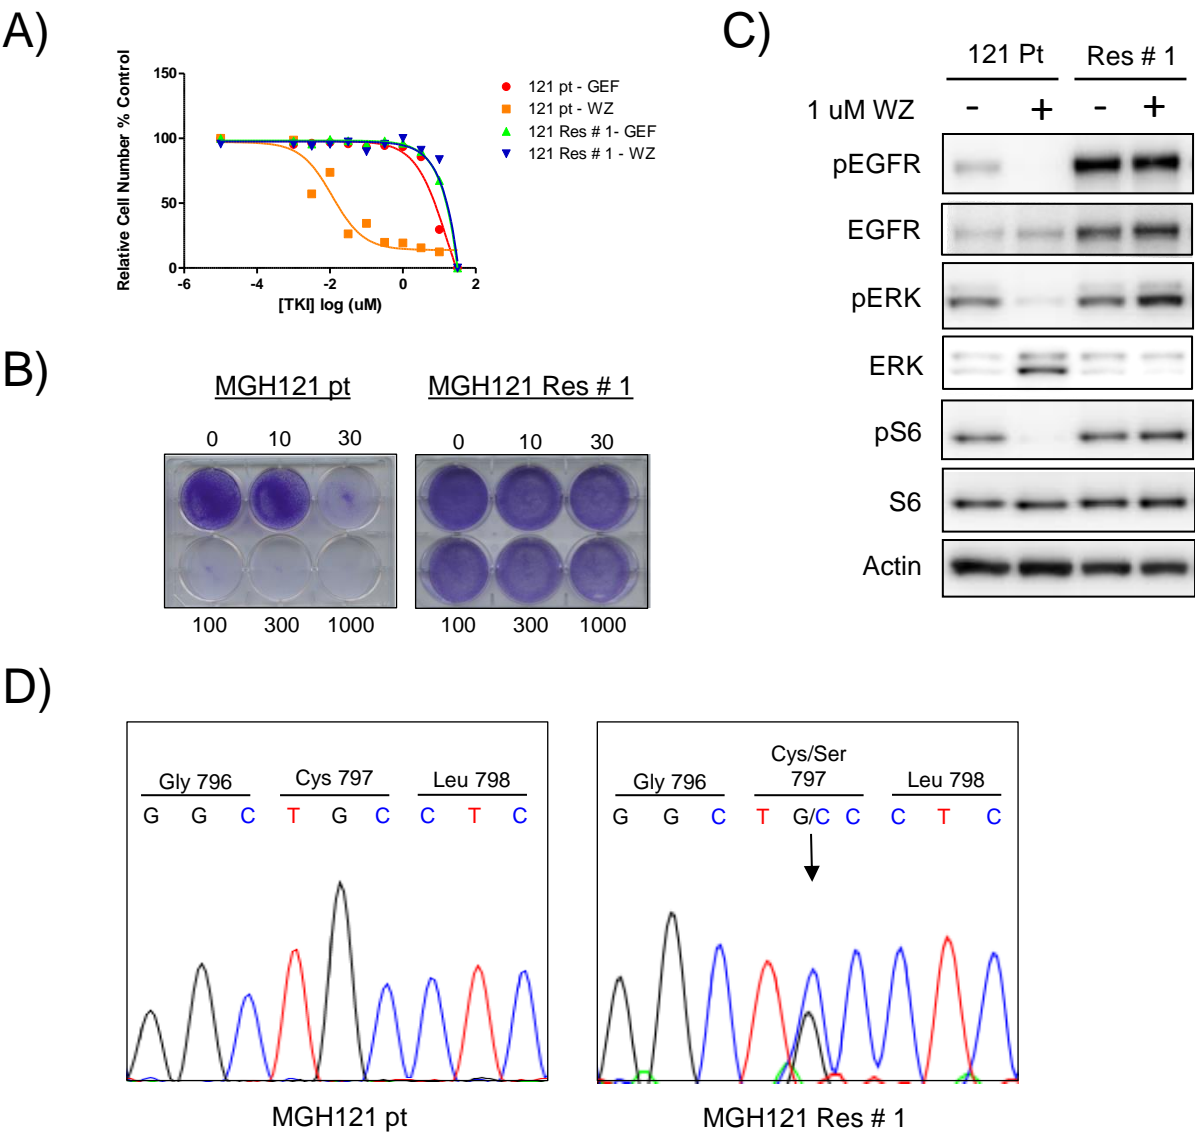 A)
Relative Cell Number % Control
150
100
50
0
-6 -4 -2 0 2
[TKI] log (uM)
121 pt - GEF
121 pt - WZ
121 Res # 1- GEF
121 Res # 1 - WZ
B)
MGH121 pt
0 10 30
100 300 1000
MGH121 Res # 1
0 10 30
100 300 1000
C)
121 Pt Res # 1
1 uM WZ - + - +
pEGFR
EGFR
pERK
ERK
pS6
S6
Actin
D)
Gly 796 Cys 797 Leu 798
G G C T G C C T C
MGH121 pt
Cys/Ser
Gly 796 797 Leu 798
G G C T G/C C C T C
MGH121 Res # 1